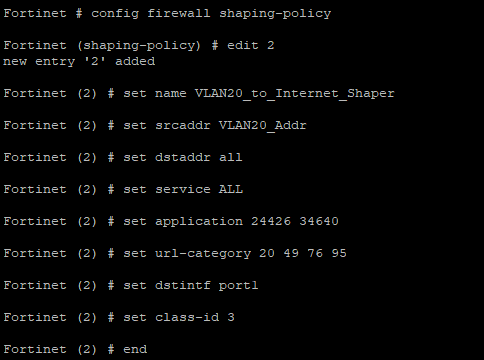 Fortinet # config firewall shaping-policy
Fortinet (shaping-policy) # edit 2
new entry '2' added
Fortinet (2) # set name VLAN20_to_Internet_Shaper
Fortinet (2) # set srcaddr VLAN20_Addr
Fortinet (2) # set dstaddr all
Fortinet (2) # set service ALL
Fortinet (2) # set application 24426 34640
Fortinet (2) # set url-category 20 49 76 95
Fortinet (2) # set dstintf port1
Fortinet (2) # set class-id 3
Fortinet (2) # end